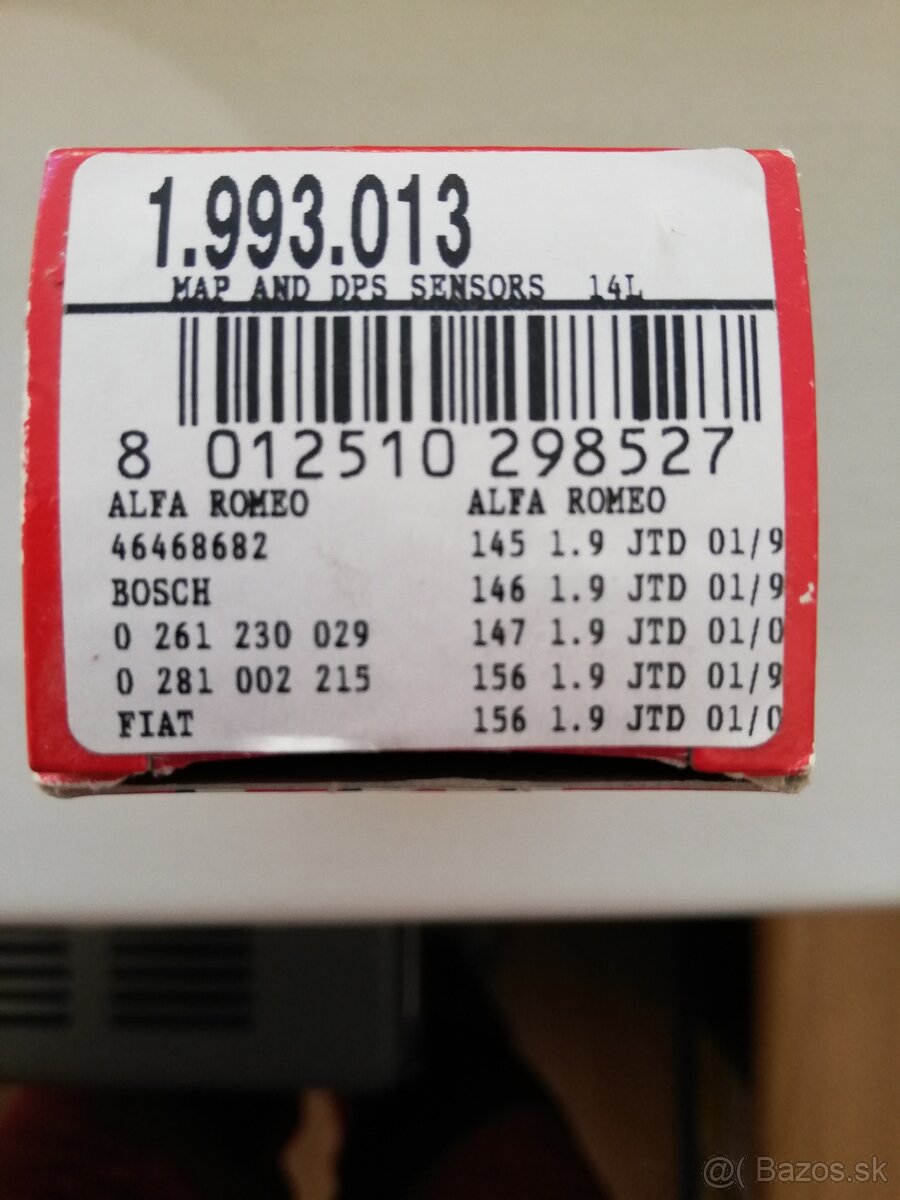 1.993.013
MAP AND DPS SENSORS 14L
8 012510 298527
ALFA ROMEO
46468682
BOSCH
0 261 230 029
0 281 002 215
FIAT
ALFA ROMEO
145 1.9 JTD 01/9
146 1.9 JTD 01/9
147 1.9 JTD 01/0
156 1.9 JTD 01/9
156 1.9 JTD 01/0
@( Bazos.sk